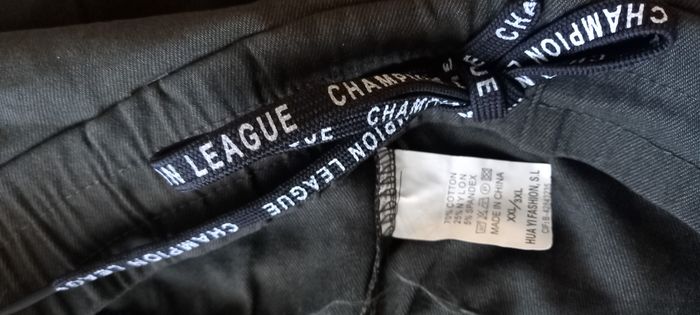 CHAMPION LEAGUE
CHAMPION
N LEAGUE
CHAMPION
CHAMPION LEAGUE
CHAMPION LEAGUE
70% COTTON
25% NYLON
5% SPANDEX
MADE IN CHINA
XXL/3XL
HUA YI FASHION, S.L